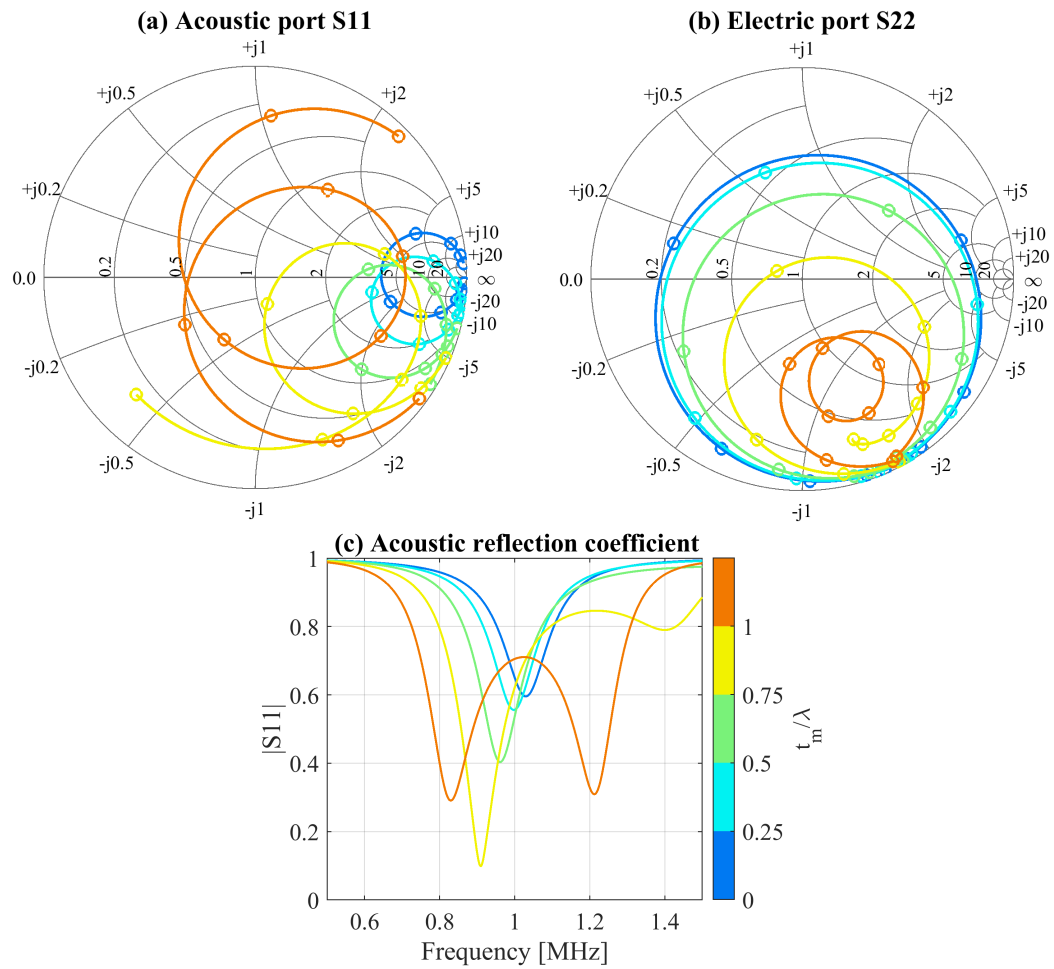 (a) Acoustic port S11
(b) Electric port S22
+j1
+j0.5
+j2
+j0.2
+j5
+j10
+j20
0.0
0.2
0.5
1
2
5
10
20
∞
-j20
-j10
-j0.2
-j5
-j0.5
-j2
-j1
+j1
+j0.5
+j2
+j0.2
+j5
+j10
+j20
0.0
0.2
0.5
1
2
5
10
20
∞
-j20
-j10
-j0.2
-j5
-j0.5
-j2
-j1
(c) Acoustic reflection coefficient
|S11|
1
0.8
0.6
0.4
0.2
0
0.6
0.8
1
1.2
1.4
Frequency [MHz]
1
0.75
0.5
0.25
0
t_m/λ